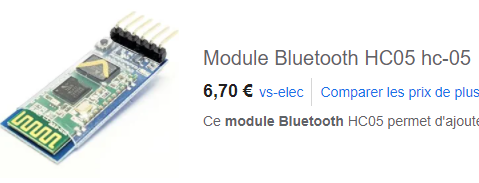 Module Bluetooth HC05 hc-05
6,70 € vs-elec Comparer les prix de plus
Ce module Bluetooth HC05 permet d'ajoute